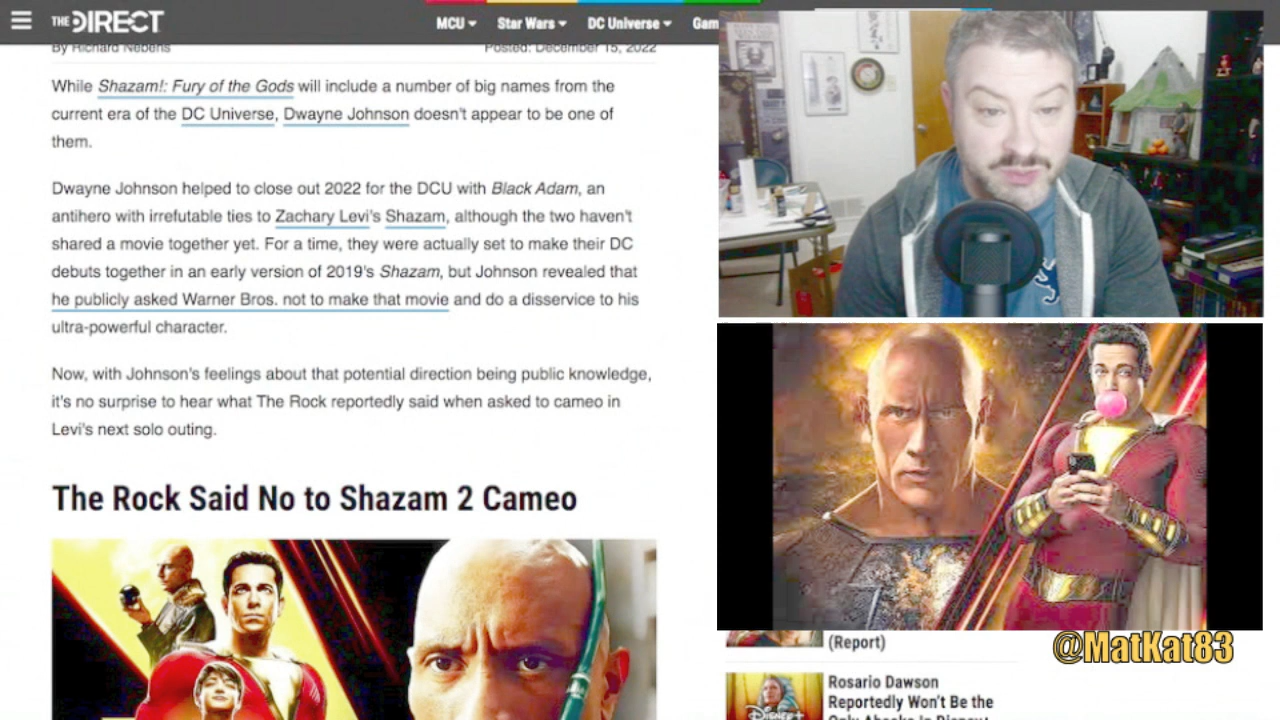 THE DIRECT
MCU Star Wars DC Universe Gam
By Richard Nebens Posted: December 15, 2022
While Shazam!: Fury of the Gods will include a number of big names from the
current era of the DC Universe, Dwayne Johnson doesn't appear to be one of
them.
Dwayne Johnson helped to close out 2022 for the DCU with Black Adam, an
antihero with irrefutable ties to Zachary Levi's Shazam, although the two haven't
shared a movie together yet. For a time, they were actually set to make their DC
debuts together in an early version of 2019's Shazam, but Johnson revealed that
he publicly asked Warner Bros. not to make that movie and do a disservice to his
ultra-powerful character.
Now, with Johnson's feelings about that potential direction being public knowledge,
it's no surprise to hear what The Rock reportedly said when asked to cameo in
Levi's next solo outing.
The Rock Said No to Shazam 2 Cameo
(Report)
@MatKat83
Rosario Dawson
Reportedly Won't Be the
Only Ahsoka In Disney+
DISNEY+